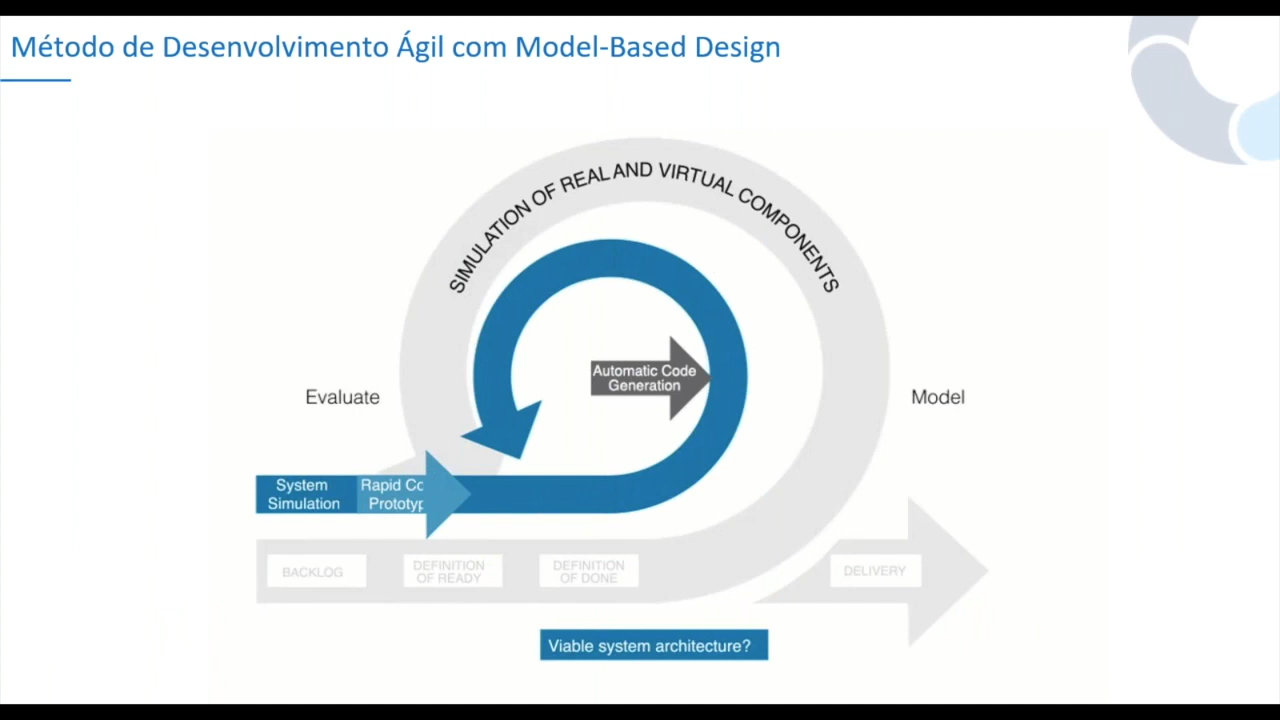 Método de Desenvolvimento Ágil com Model-Based Design
SIMULATION OF REAL AND VIRTUAL COMPONENTS
Automatic Code
Generation
Evaluate
Model
System
Simulation
Rapid
BACKLOG
DEFINITION
OF READY
DEFINITION
OF DONE
DELIVERY
Viable system architecture?